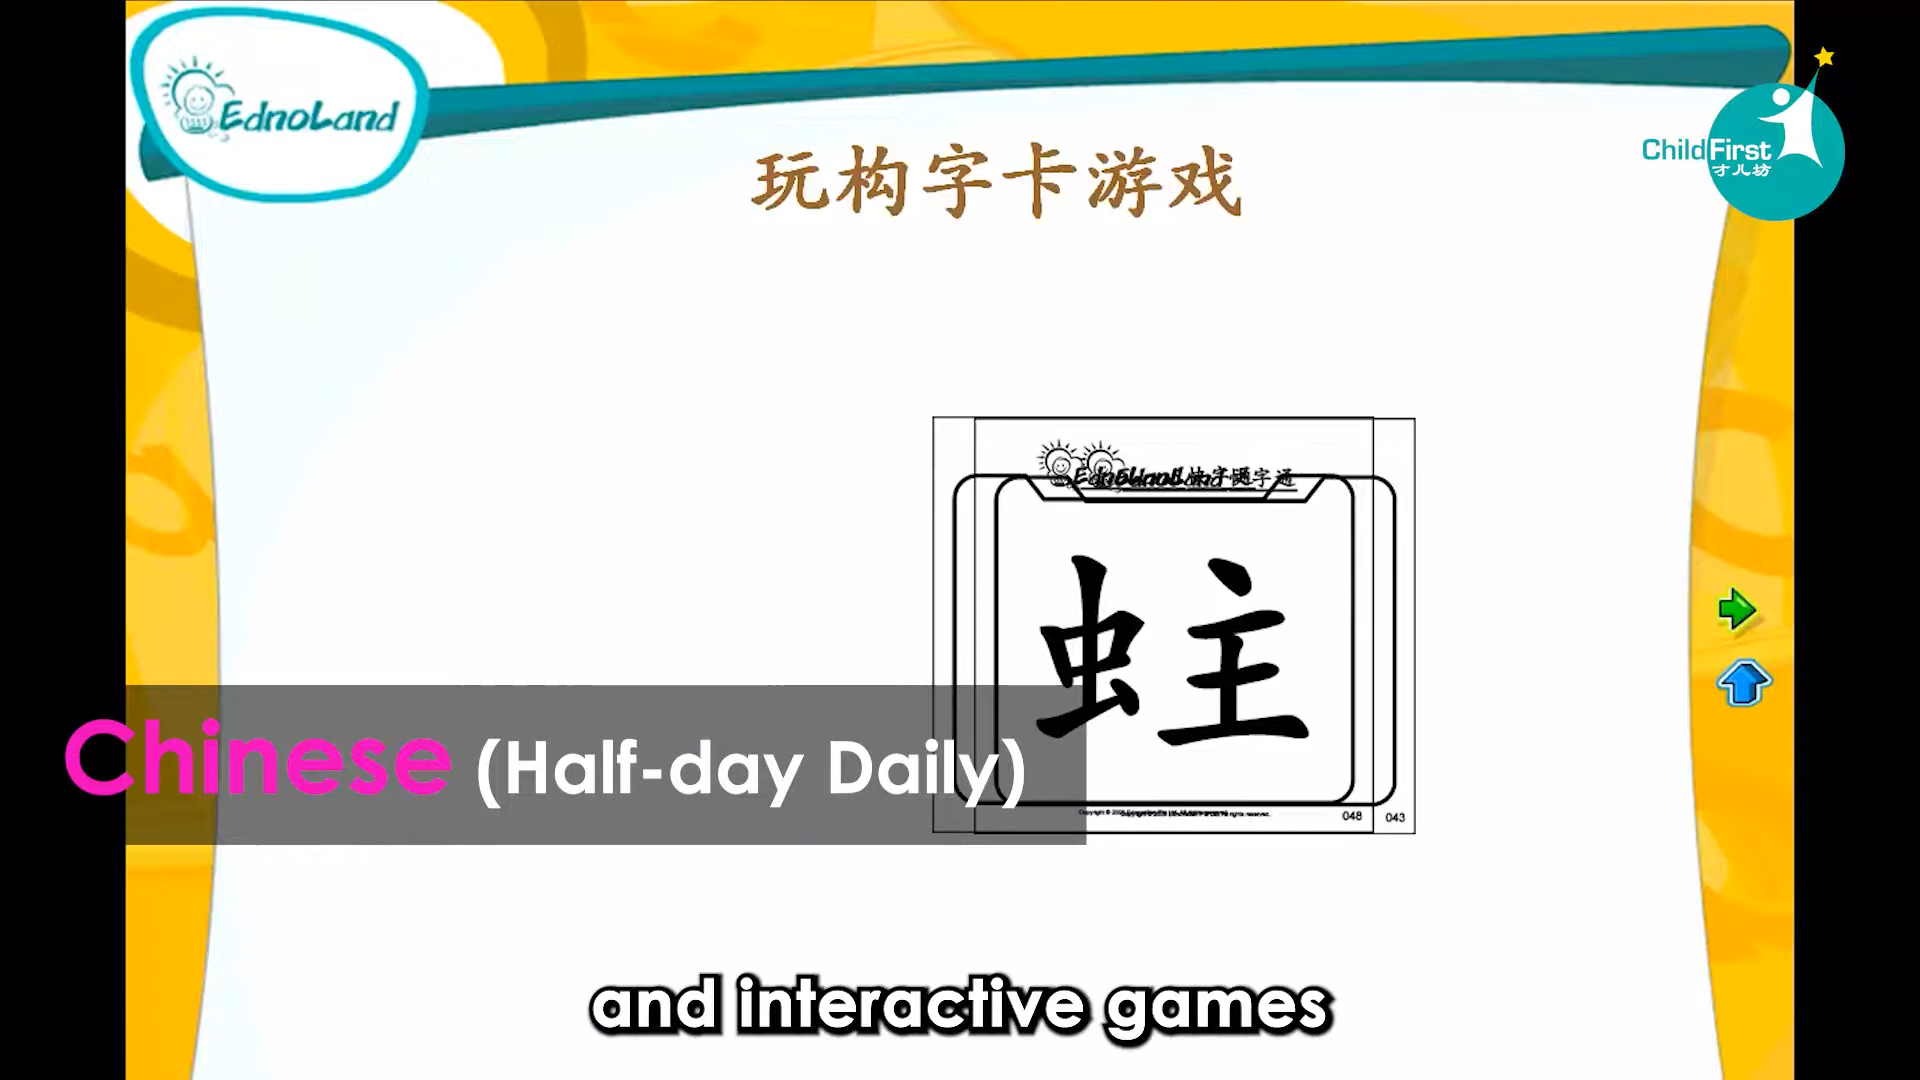 EdnoLand
ChildFirst
才儿坊
玩构字卡游戏
蛀
048 043
Chinese (Half-day Daily)
and interactive games